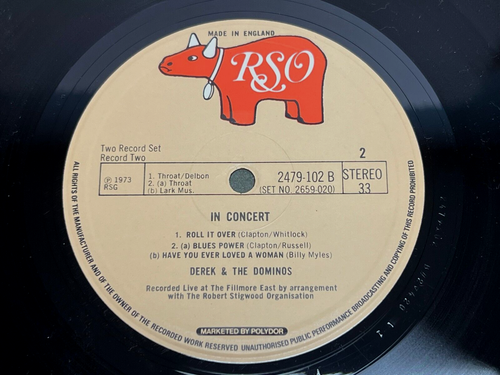 MADE IN ENGLAND
RSO
Two Record Set
Record Two
2
℗ 1973
RSG
1. Throat/Delbon
2. (a) Throat
(b) Lark Mus.
2479-102 B
(SET NO. 2659-020)
STEREO
33
IN CONCERT
1. ROLL IT OVER (Clapton/Whitlock)
2. (a) BLUES POWER (Clapton/Russell)
(b) HAVE YOU EVER LOVED A WOMAN (Billy Myles)
DEREK & THE DOMINOS
Recorded Live at The Fillmore East by arrangement
with The Robert Stigwood Organisation
MARKETED BY POLYDOR
ALL RIGHTS OF THE MANUFACTURER AND OF THE OWNER OF THE RECORDED WORK RESERVED UNAUTHORISED PUBLIC PERFORMANCE BROADCASTING AND COPYING OF THIS RECORD PROHIBITED